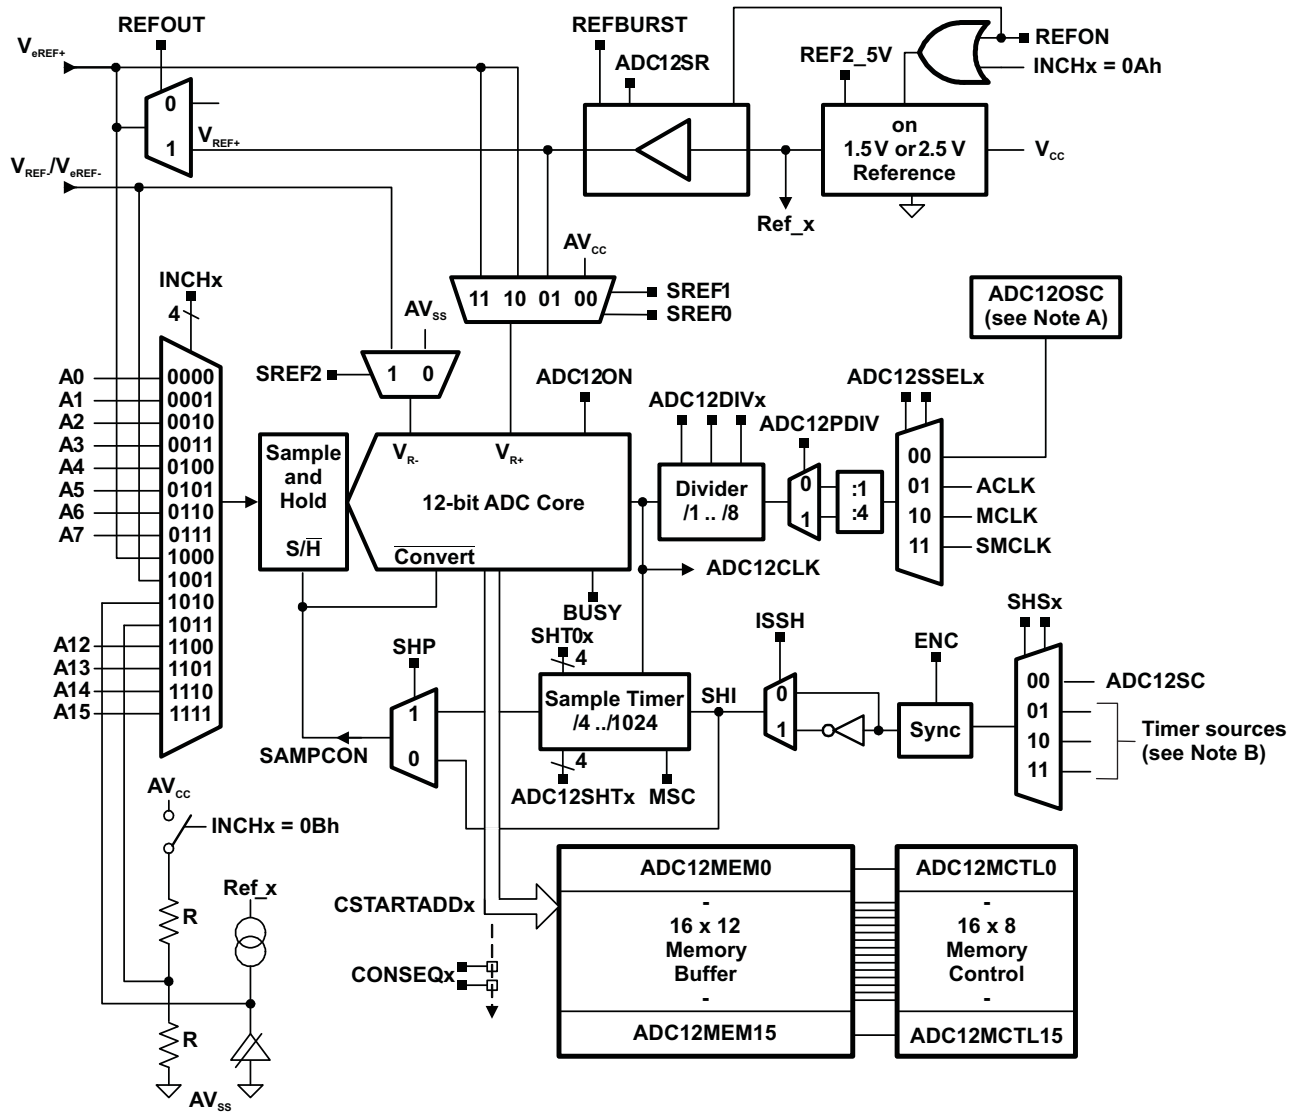 REFOUT
VeREF+
REFBURST
ADC12SR
REF2_5V
REFON
INCHx = 0Ah
0
1
VREF+
on
1.5 V or 2.5 V
Reference
VCC
VREF-/VeREF-
Ref_x
AVCC
INCHx
4
11 10 01 00
SREF1
SREF0
ADC12OSC
(see Note A)
AVSS
SREF2
1 0
ADC12ON
ADC12DIVx
ADC12PDIV
ADC12SSELx
A0
A1
A2
A3
A4
A5
A6
A7
A12
A13
A14
A15
0000
0001
0010
0011
0100
0101
0110
0111
1000
1001
1010
1011
1100
1101
1110
1111
Sample
and
Hold
S/H
VR-
VR+
12-bit ADC Core
Convert
Divider
/1 .. /8
0
1
:1
:4
00
01
10
11
ACLK
MCLK
SMCLK
ADC12CLK
BUSY
SHP
SHT0x
4
ISSH
ENC
SHSx
1
0
Sample Timer
/4 ../1024
SHI
0
1
Sync
00
01
10
11
ADC12SC
Timer sources
(see Note B)
SAMPCON
4
ADC12SHTx
MSC
AVCC
INCHx = 0Bh
Ref_x
R
R
AVSS
CSTARTADDx
CONSEQx
ADC12MEM0
-
16 x 12
Memory
Buffer
-
ADC12MEM15
ADC12MCTL0
-
16 x 8
Memory
Control
-
ADC12MCTL15